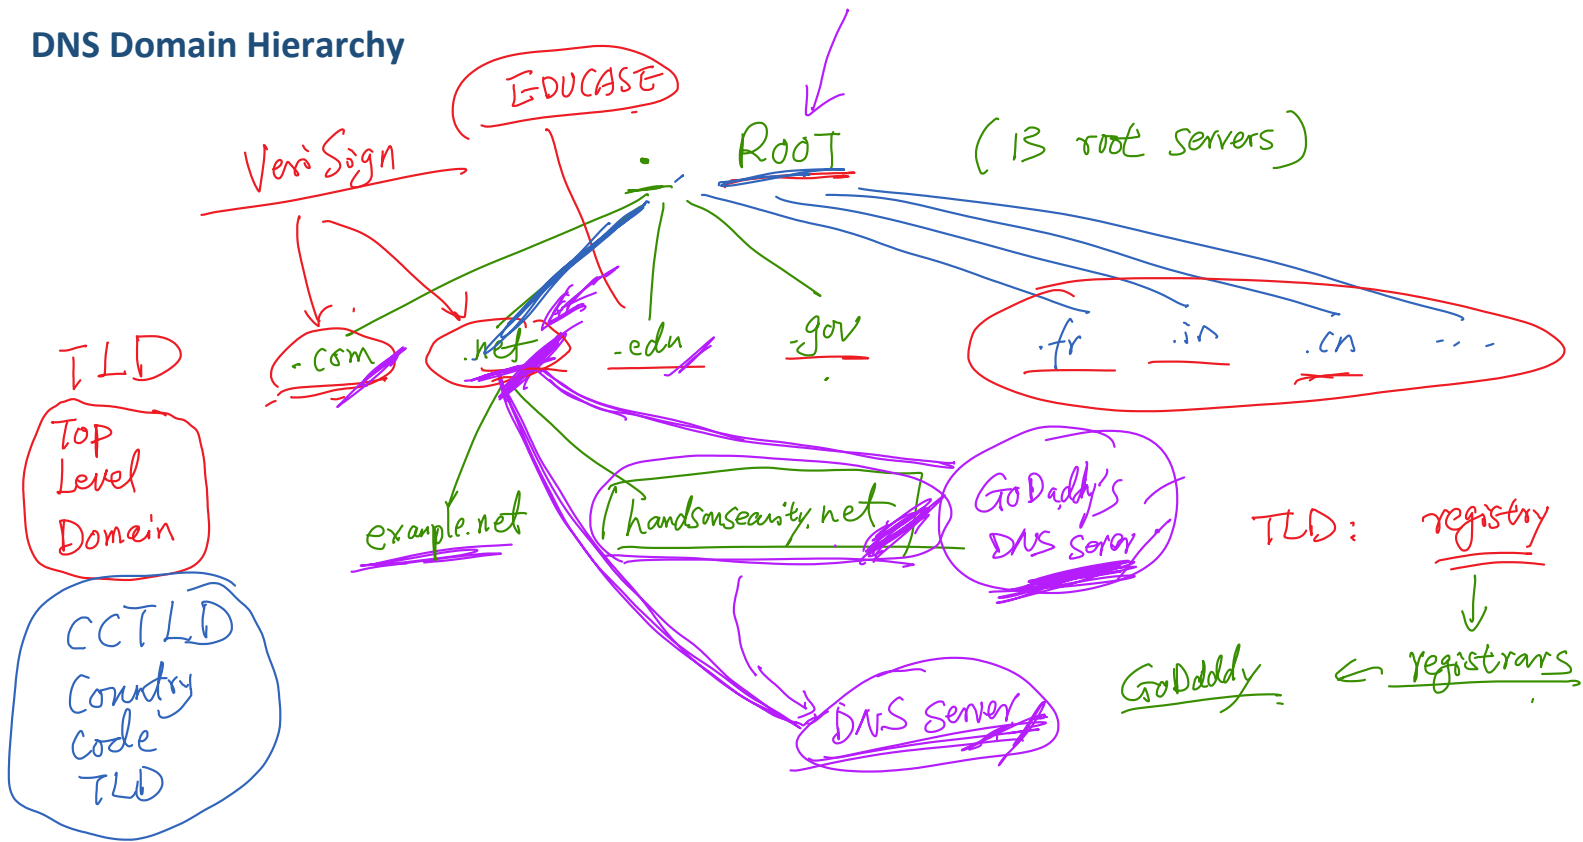 DNS Domain Hierarchy
EDUCASE
VeriSign
. ROOT (13 root servers)
.com .net .edu .gov .fr .in .cn ...
TLD
Top
Level
Domain
example.net handsonsecurity.net
GoDaddy's
DNS server
TLD: registry
registrars
GoDaddy
CCTLD
Country
Code
TLD
DNS Server